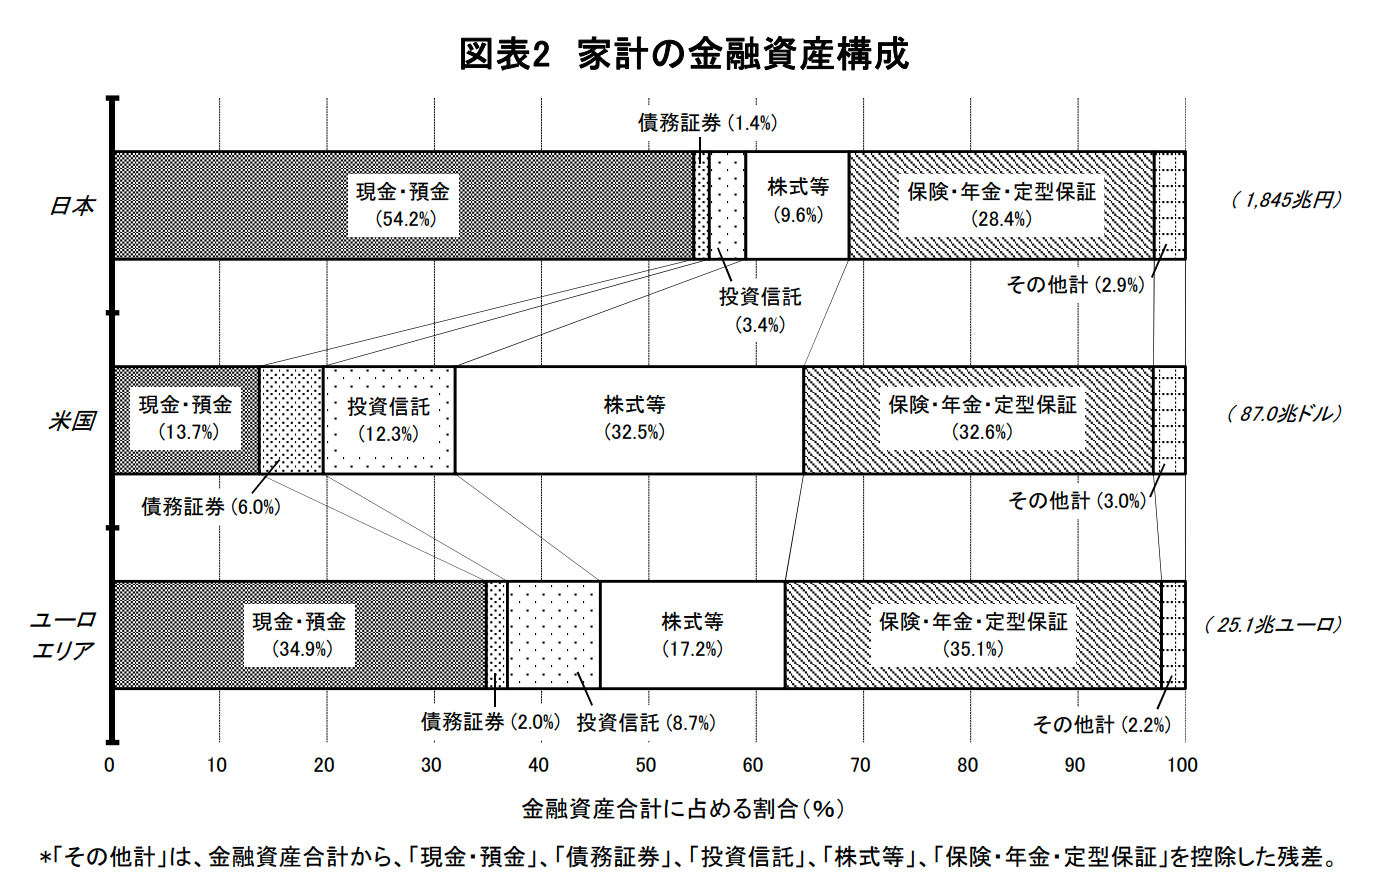 図表2 家計の金融資産構成
債務証券 (1.4%)
日本
現金・預金
(54.2%)
株式等
(9.6%)
保険・年金・定型保証
(28.4%)
( 1,845兆円)
その他計 (2.9%)
投資信託
(3.4%)
米国
現金・預金
(13.7%)
投資信託
(12.3%)
株式等
(32.5%)
保険・年金・定型保証
(32.6%)
( 87.0兆ドル)
債務証券 (6.0%)
その他計 (3.0%)
ユーロ
エリア
現金・預金
(34.9%)
株式等
(17.2%)
保険・年金・定型保証
(35.1%)
( 25.1兆ユーロ)
債務証券 (2.0%)
投資信託 (8.7%)
その他計 (2.2%)
0 10 20 30 40 50 60 70 80 90 100
金融資産合計に占める割合(%)
*「その他計」は、金融資産合計から、「現金・預金」、「債務証券」、「投資信託」、「株式等」、「保険・年金・定型保証」を控除した残差。